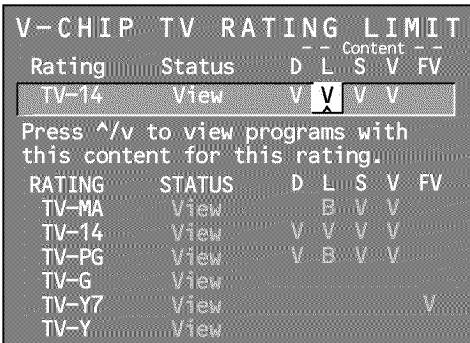 V-CHIP TV RATING LIMIT
-- Content --
Rating Status D L S V FV
TV-14 View V V V V
Press ^/v to view programs with
this content for this rating.
RATING STATUS D L S V FV
TV-MA View B V V
TV-14 View V V V V
TV-PG View V B V V
TV-G View
TV-Y7 View V
TV-Y View